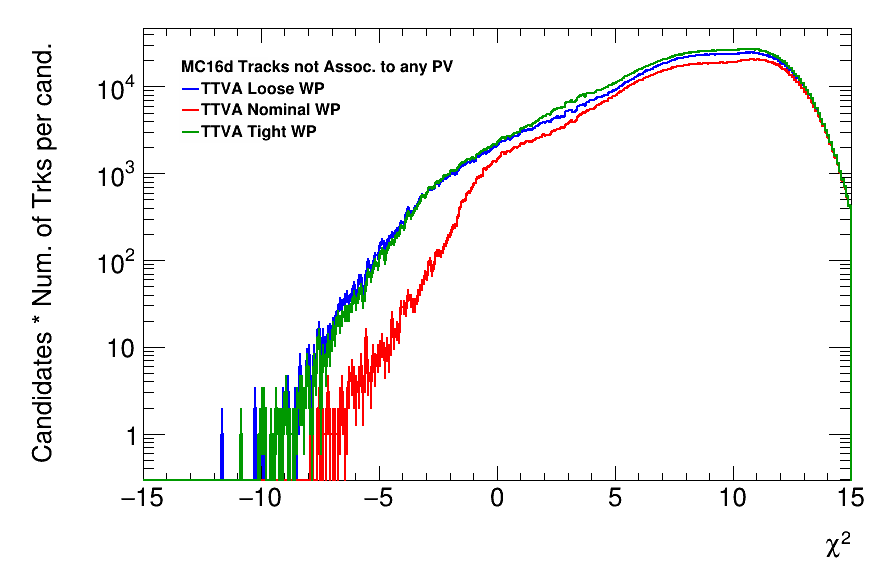 Candidates * Num. of Trks per cand.
MC16d Tracks not Assoc. to any PV
TTVA Loose WP
TTVA Nominal WP
TTVA Tight WP
10⁴
10³
10²
10
1
−15 −10 −5 0 5 10 15
χ²